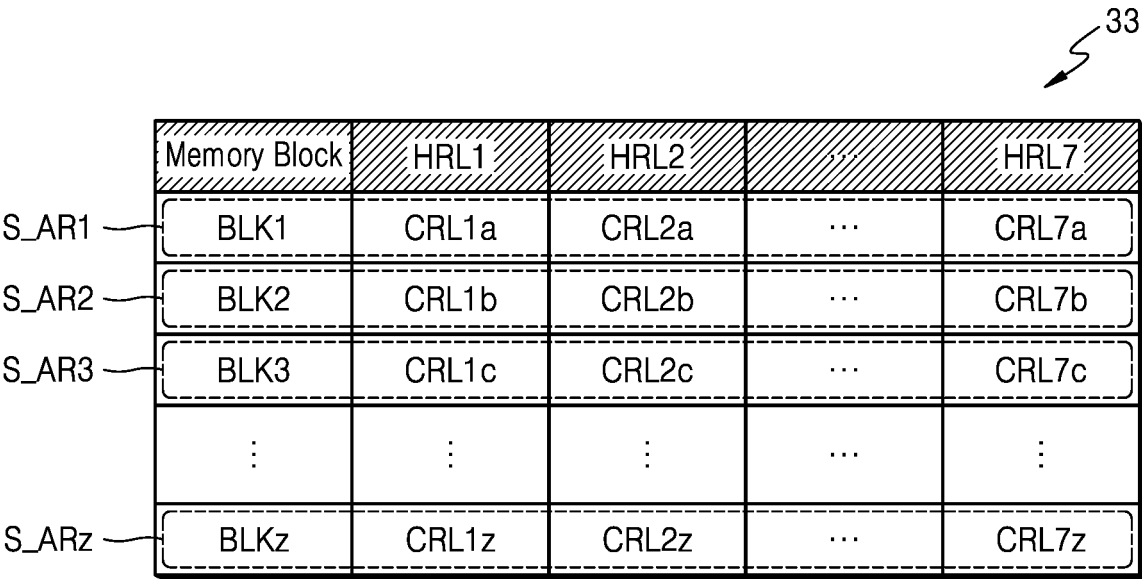 33
Memory Block HRL1 HRL2 ... HRL7
S_AR1 BLK1 CRL1a CRL2a ... CRL7a
S_AR2 BLK2 CRL1b CRL2b ... CRL7b
S_AR3 BLK3 CRL1c CRL2c ... CRL7c
⋮ ⋮ ⋮ ... ⋮
S_ARz BLKz CRL1z CRL2z ... CRL7z